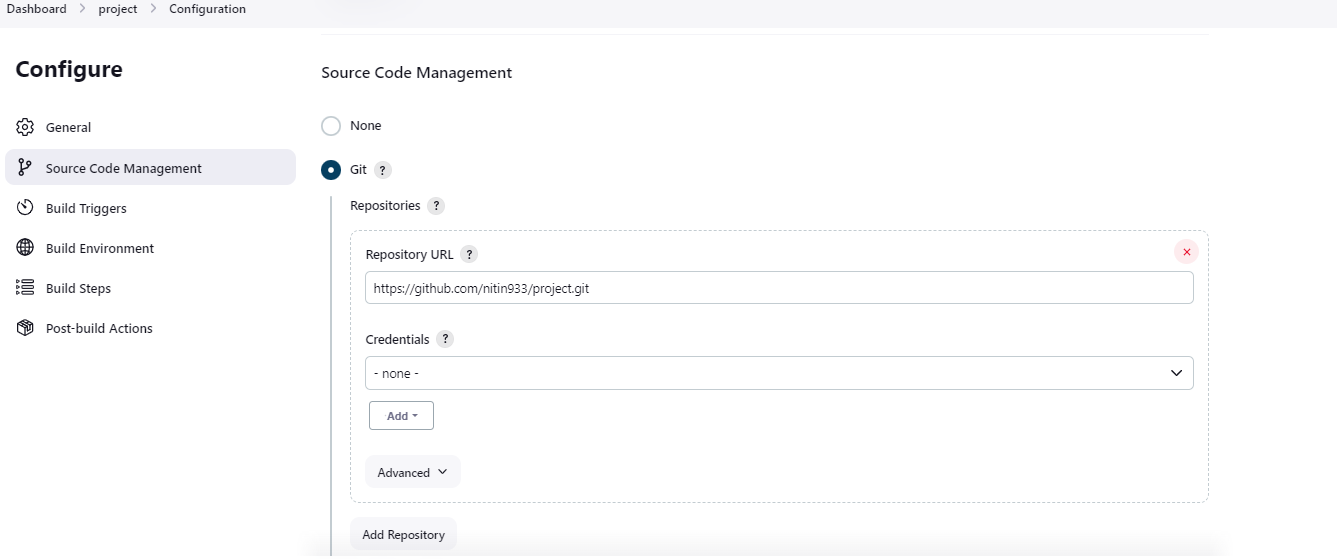 Dashboard > project > Configuration
Configure
General
Source Code Management
Build Triggers
Build Environment
Build Steps
Post-build Actions
Source Code Management
None
Git ?
Repositories ?
Repository URL ?
https://github.com/nitin933/project.git
Credentials ?
- none -
Add
Advanced
Add Repository